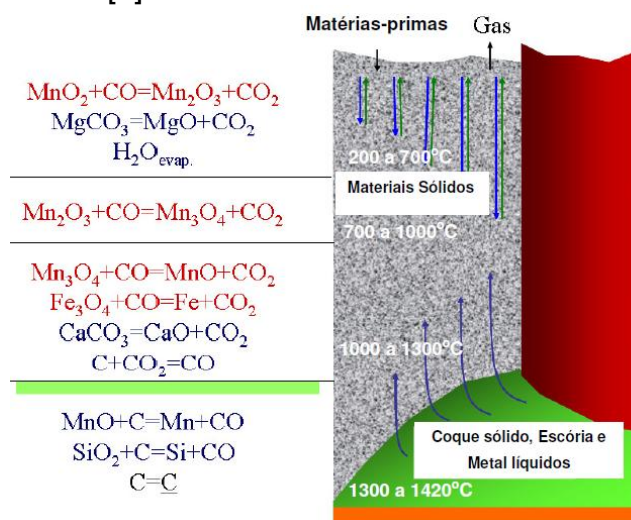 Matérias-primas
Gas
MnO₂+CO=Mn₂O₃+CO₂
MgCO₃=MgO+CO₂
H₂Oevap.
200 a 700°C
Materiais Sólidos
Mn₂O₃+CO=Mn₃O₄+CO₂
700 a 1000°C
Mn₃O₄+CO=MnO+CO₂
Fe₃O₄+CO=Fe+CO₂
CaCO₃=CaO+CO₂
C+CO₂=CO
1000 a 1300°C
MnO+C=Mn+CO
SiO₂+C=Si+CO
C=C
Coque sólido, Escória e
Metal líquidos
1300 a 1420°C